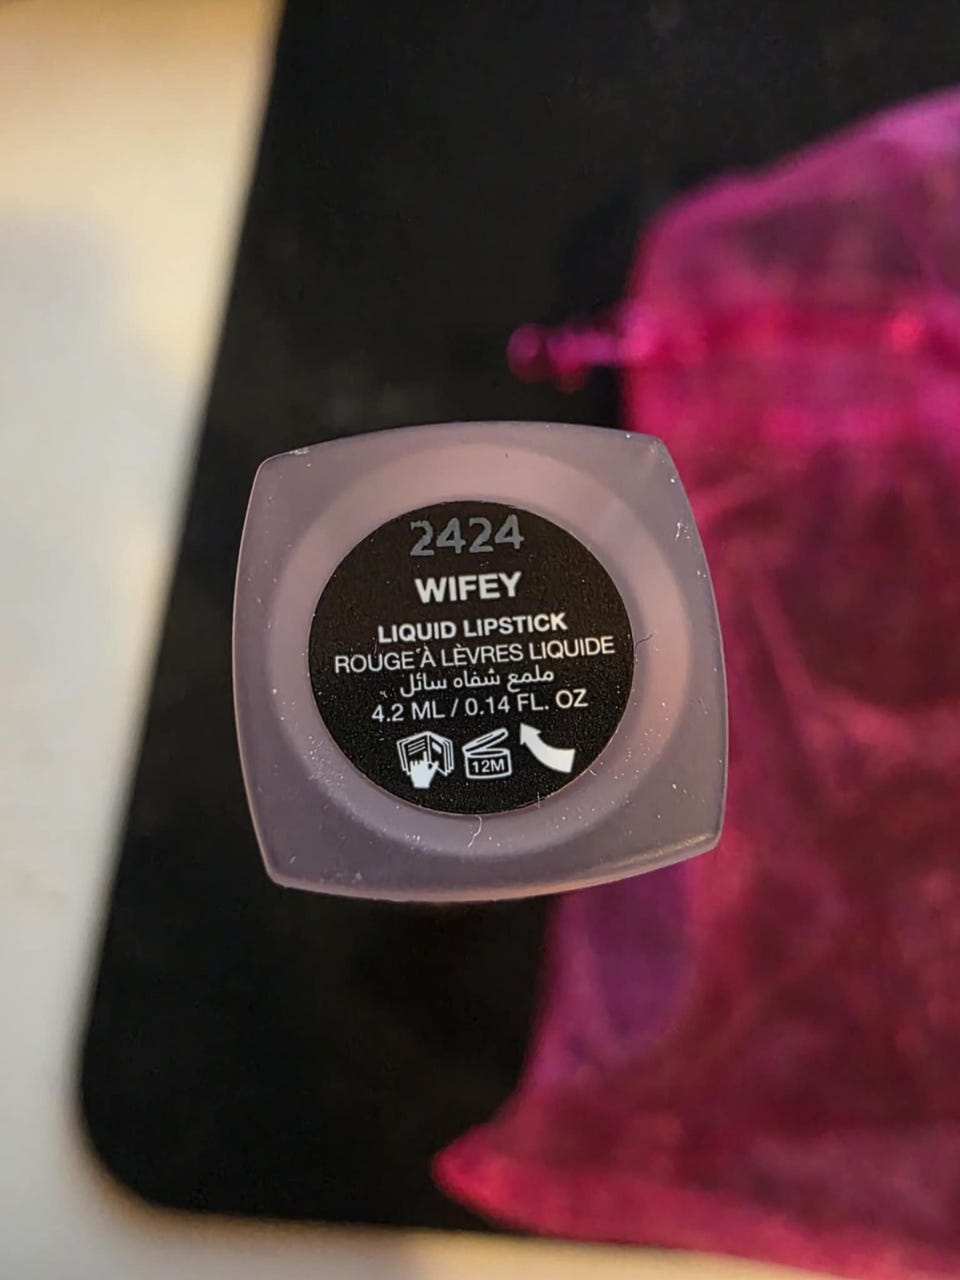 2424
WIFEY
LIQUID LIPSTICK
ROUGE À LÈVRES LIQUIDE
ملمع شفاه سائل
4.2 ML / 0.14 FL. OZ
12M